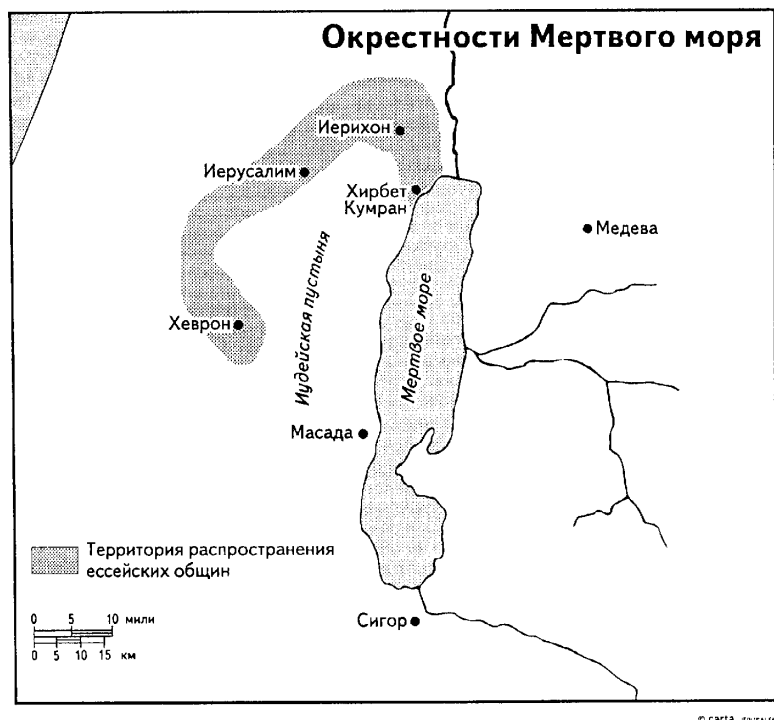 Окрестности Мертвого моря
Иерихон
Иерусалим
Хирбет
Кумран
Медева
Иудейская пустыня
Мертвое море
Хеврон
Масада
Территория распространения
ессейских общин
0 5 10 мили
0 5 10 15 км
Сигор
© carta